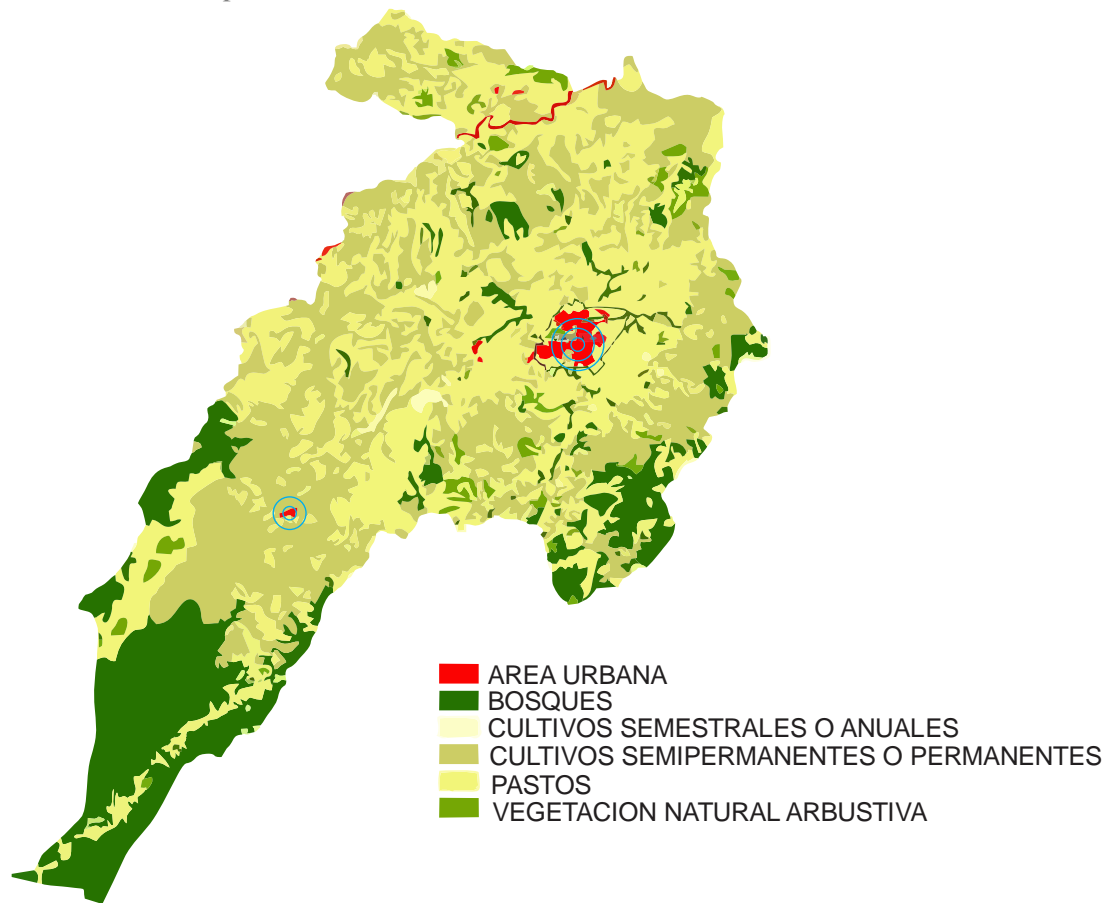 AREA URBANA
BOSQUES
CULTIVOS SEMESTRALES O ANUALES
CULTIVOS SEMIPERMANENTES O PERMANENTES
PASTOS
VEGETACION NATURAL ARBUSTIVA